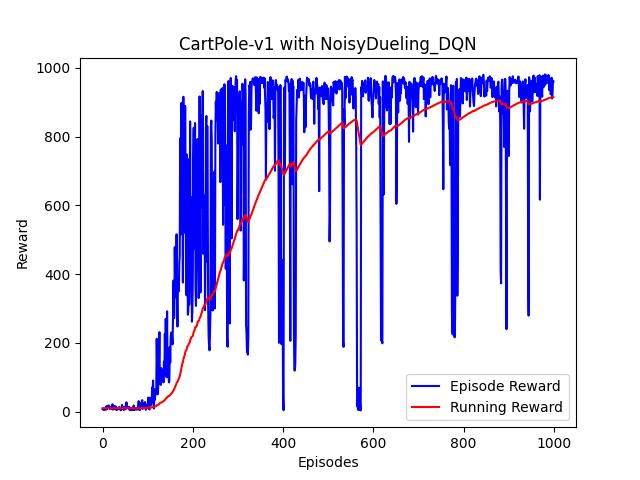 CartPole-v1 with NoisyDueling_DQN
1000
800
600
400
200
0
Reward
Episode Reward
Running Reward
0 200 400 600 800 1000
Episodes